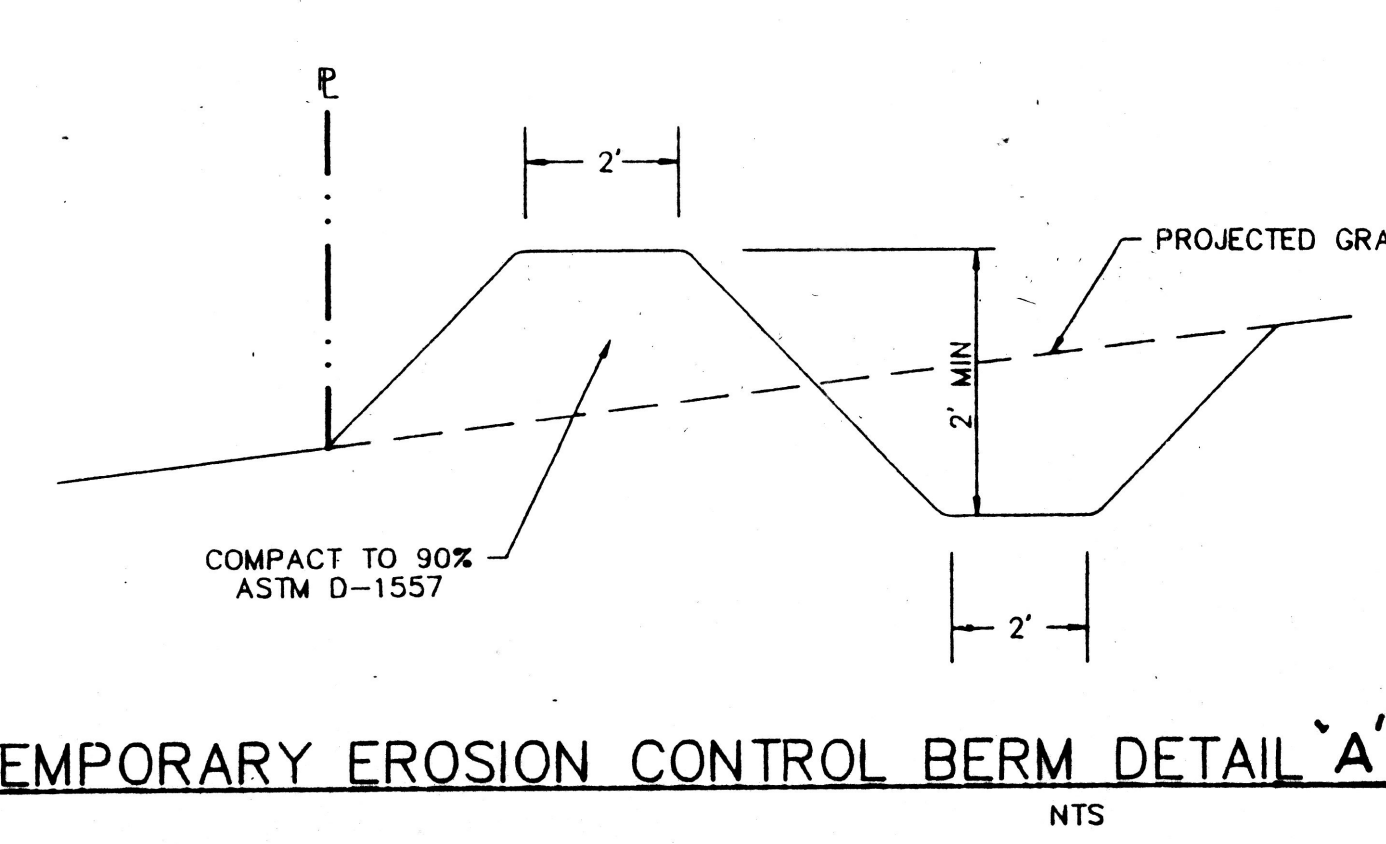 PL
2'
PROJECTED GRA
2' MIN
COMPACT TO 90%
ASTM D-1557
2'
EMPORARY EROSION CONTROL BERM DETAIL 'A'
NTS